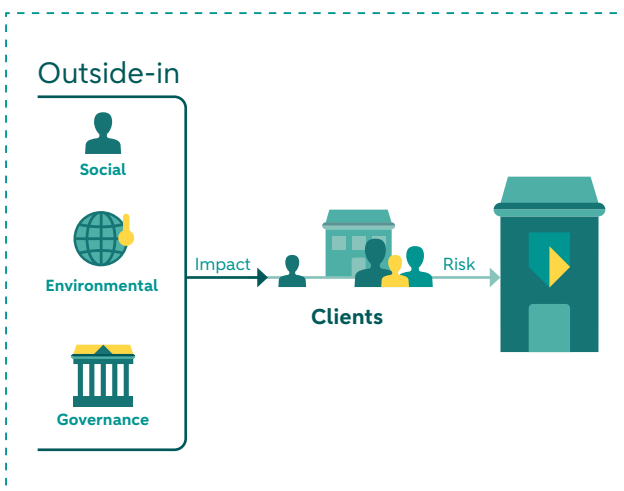 Outside-in
Social
Environmental
Governance
Impact
Clients
Risk